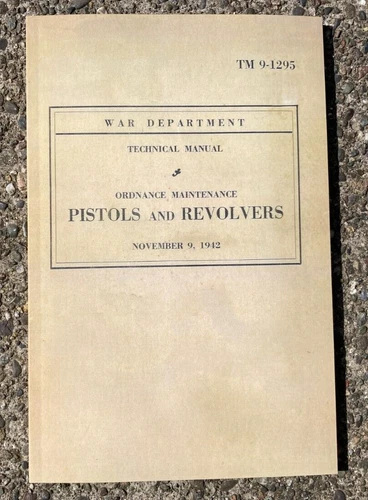 TM 9-1295
WAR DEPARTMENT
TECHNICAL MANUAL
ORDNANCE MAINTENANCE
PISTOLS AND REVOLVERS
NOVEMBER 9, 1942